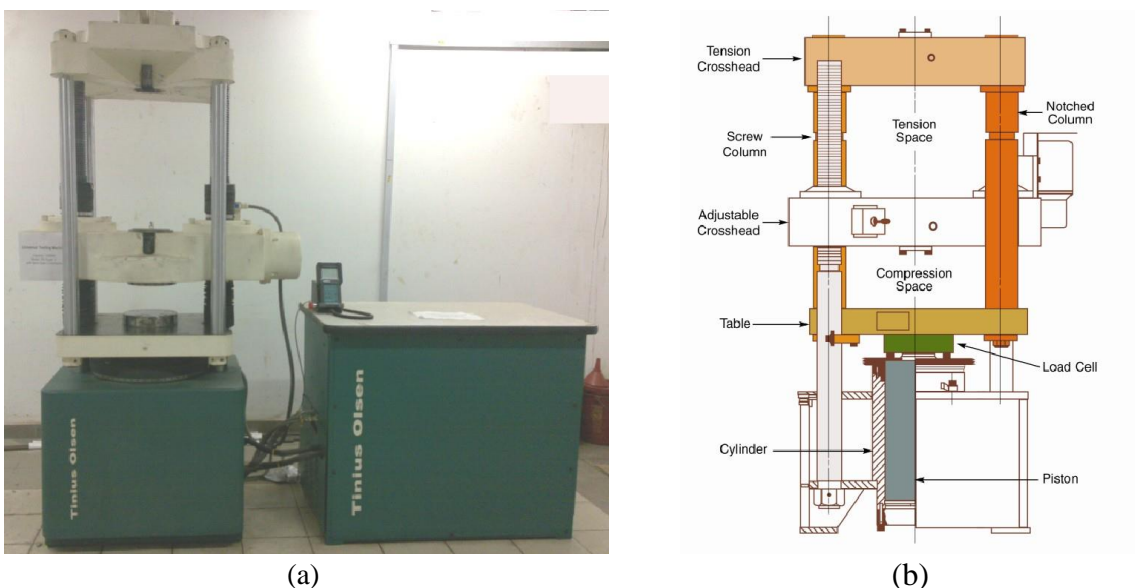 Tinius Olsen
Tinius Olsen
(a)
Tension
Crosshead
Screw
Column
Adjustable
Crosshead
Table
Cylinder
Tension
Space
Compression
Space
Notched
Column
Load Cell
Piston
(b)